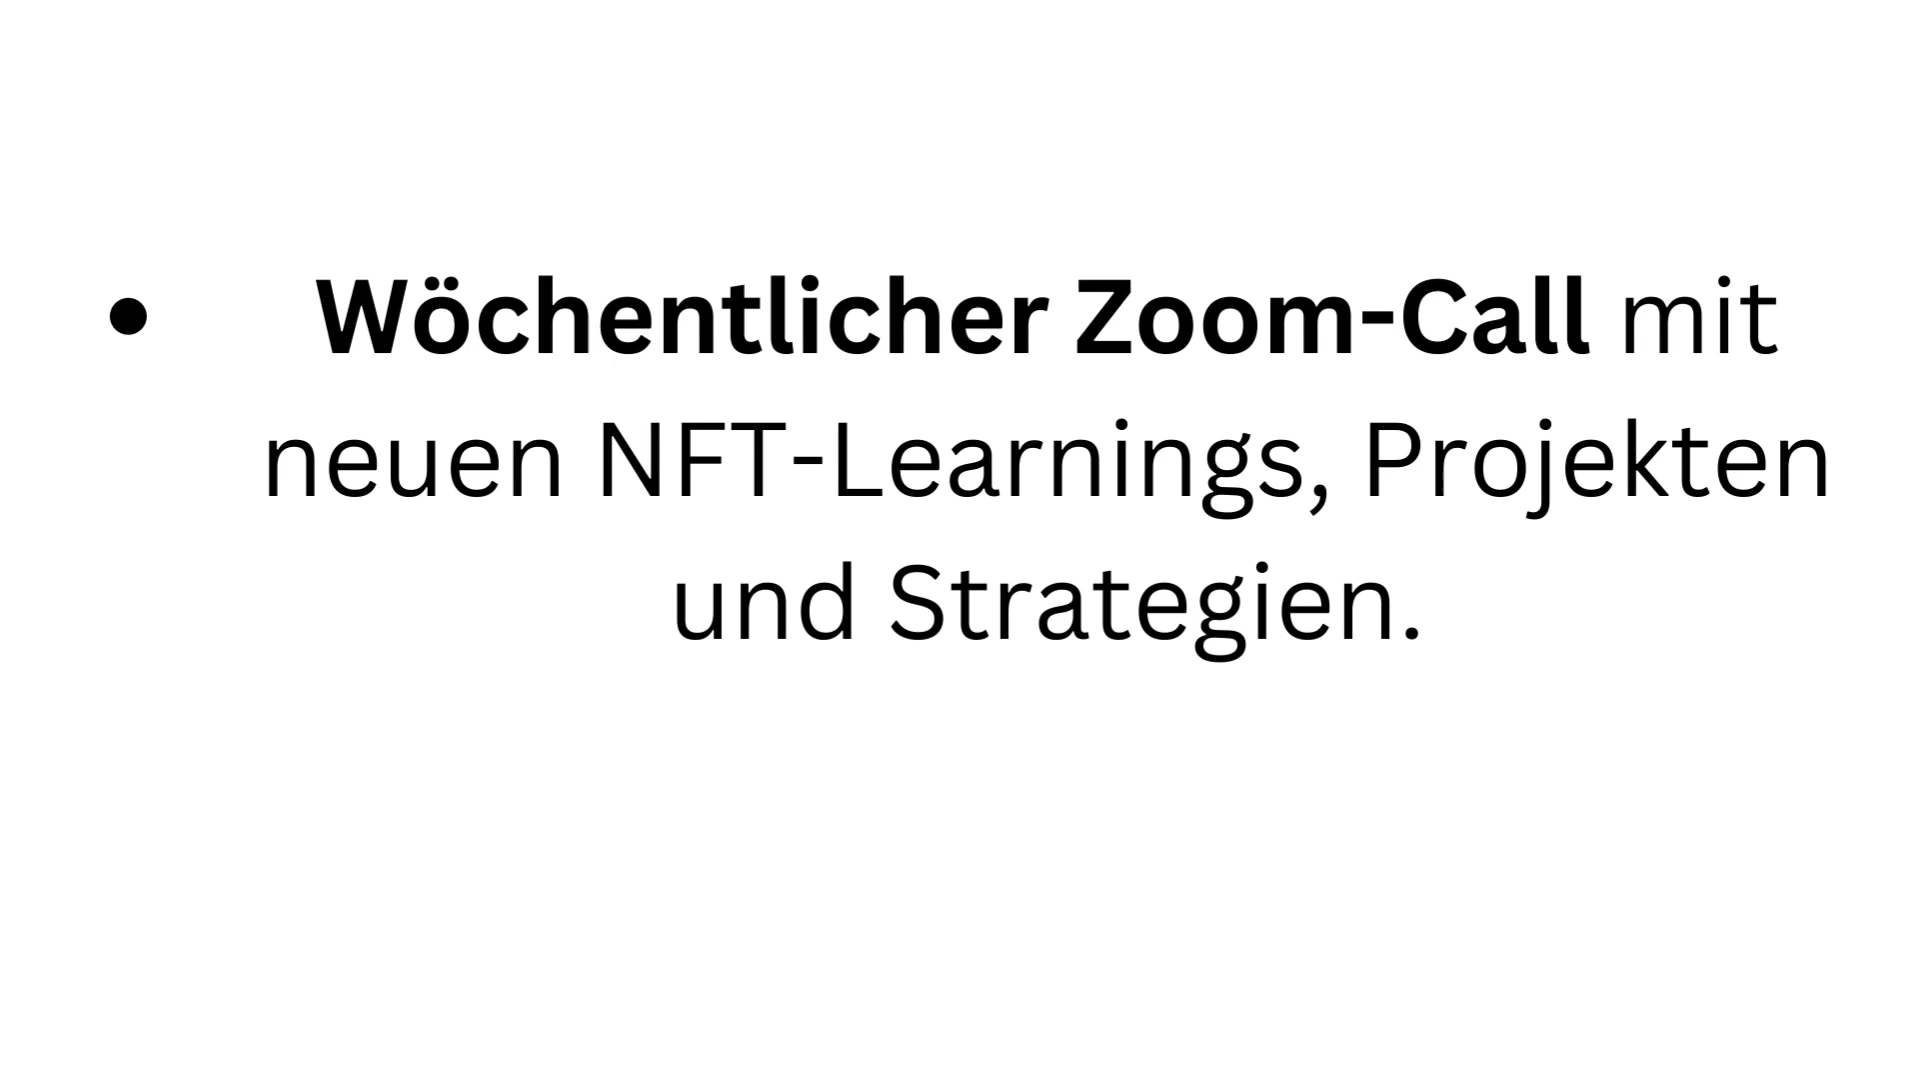 • Wöchentlicher Zoom-Call mit
neuen NFT-Learnings, Projekten
und Strategien.